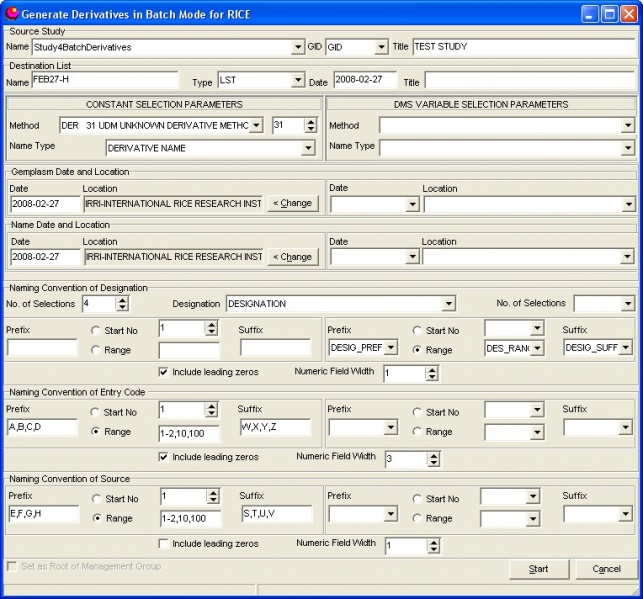 Generate Derivatives in Batch Mode for RICE
Source Study
Name Study4BatchDerivatives GID GID Title TEST STUDY
Destination List
Name FEB27-H Type LST Date 2008-02-27 Title
CONSTANT SELECTION PARAMETERS DMS VARIABLE SELECTION PARAMETERS
Method DER 31 UDM UNKNOWN DERIVATIVE METHC 31 Method
Name Type DERIVATIVE NAME Name Type
Gemplasm Date and Location
Date Location Date Location
2008-02-27 IRRI-INTERNATIONAL RICE RESEARCH INST < Change
Name Date and Location
Date Location Date Location
2008-02-27 IRRI-INTERNATIONAL RICE RESEARCH INST < Change
Naming Convention of Designation
No. of Selections 4 Designation DESIGNATION No. of Selections
Prefix Start No 1 Suffix Prefix Start No Suffix
Range DESIG_PREF Range DES_RAN DESIG_SUFF
Include leading zeros Numeric Field Width 1
Naming Convention of Entry Code
Prefix Start No 1 Suffix Prefix Start No Suffix
A,B,C,D Range 1-2,10,100 W,X,Y,Z Range
Include leading zeros Numeric Field Width 3
Naming Convention of Source
Prefix Start No 1 Suffix Prefix Start No Suffix
E,F,G,H Range 1-2,10,100 S,T,U,V Range
Include leading zeros Numeric Field Width 1
Set as Root of Management Group Start Cancel